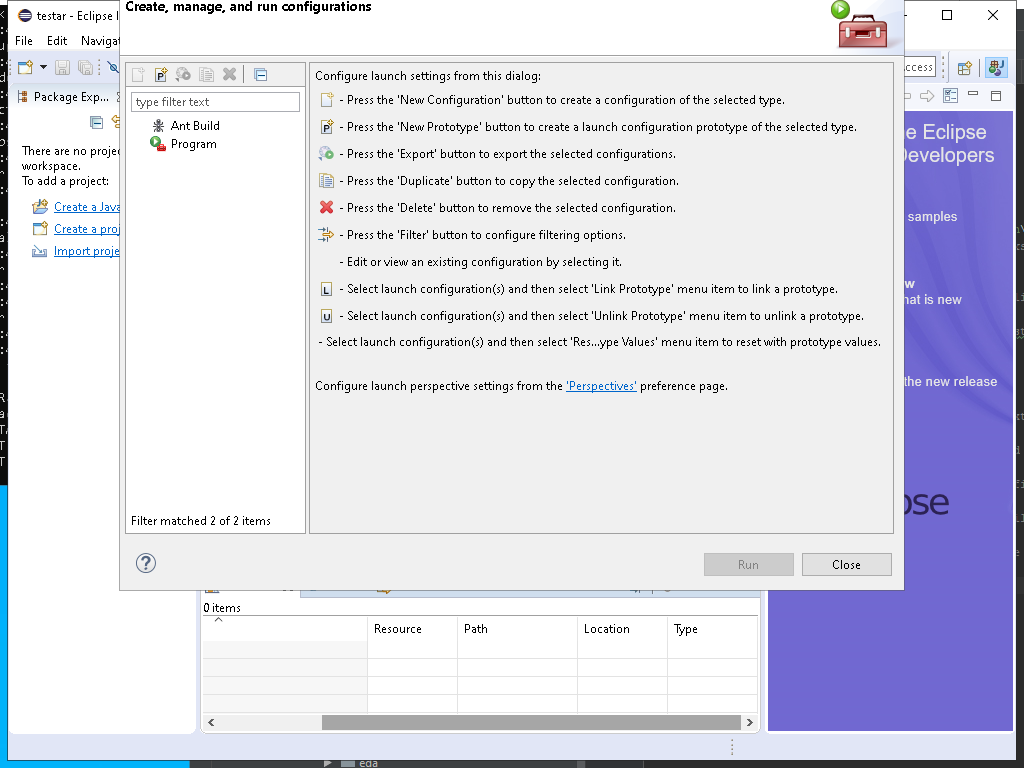 Create, manage, and run configurations
testar - Eclipse I
File Edit Navigat
ccess
Package Exp...
There are no projec
workspace.
To add a project:
Create a Java
Create a proj
Import proje
type filter text
Ant Build
Program
Filter matched 2 of 2 items
Configure launch settings from this dialog:
- Press the 'New Configuration' button to create a configuration of the selected type.
P - Press the 'New Prototype' button to create a launch configuration prototype of the selected type.
- Press the 'Export' button to export the selected configurations.
- Press the 'Duplicate' button to copy the selected configuration.
- Press the 'Delete' button to remove the selected configuration.
- Press the 'Filter' button to configure filtering options.
- Edit or view an existing configuration by selecting it.
L - Select launch configuration(s) and then select 'Link Prototype' menu item to link a prototype.
U - Select launch configuration(s) and then select 'Unlink Prototype' menu item to unlink a prototype.
- Select launch configuration(s) and then select 'Res...ype Values' menu item to reset with prototype values.
Configure launch perspective settings from the 'Perspectives' preference page.
? Run Close
e Eclipse
Developers
samples
w
hat is new
the new release
pse
0 items
Resource Path Location Type
eda